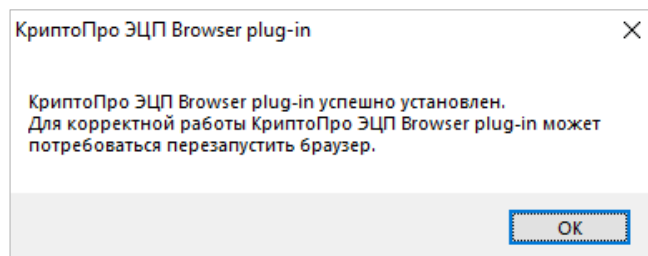 КриптоПро ЭЦП Browser plug-in
КриптоПро ЭЦП Browser plug-in успешно установлен.
Для корректной работы КриптоПро ЭЦП Browser plug-in может
потребоваться перезапустить браузер.
ОК